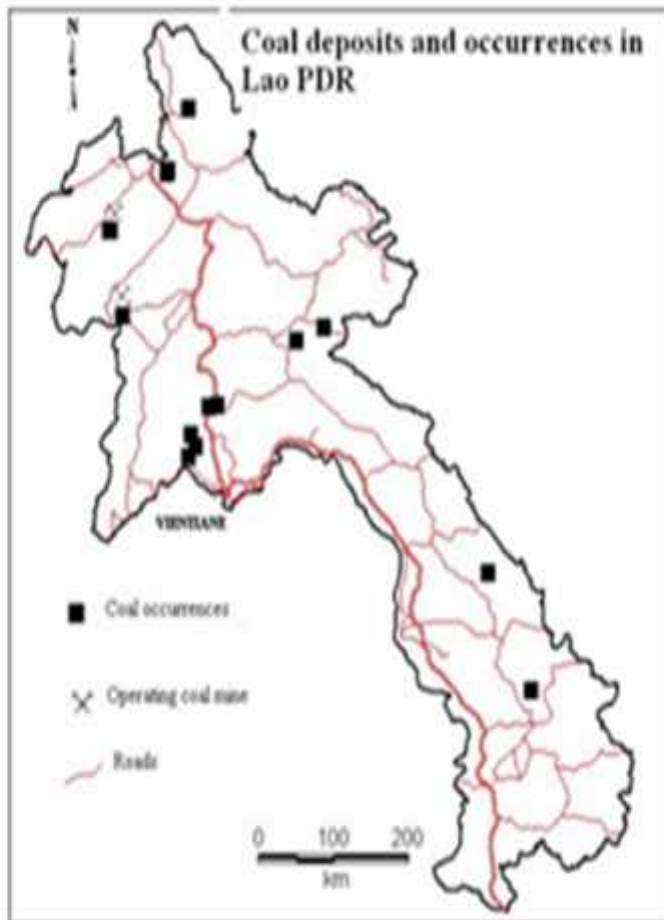 N
Coal deposits and occurrences in
Lao PDR
VIENTIANE
Coal occurrences
Operating coal mine
Roads
0 100 200
km